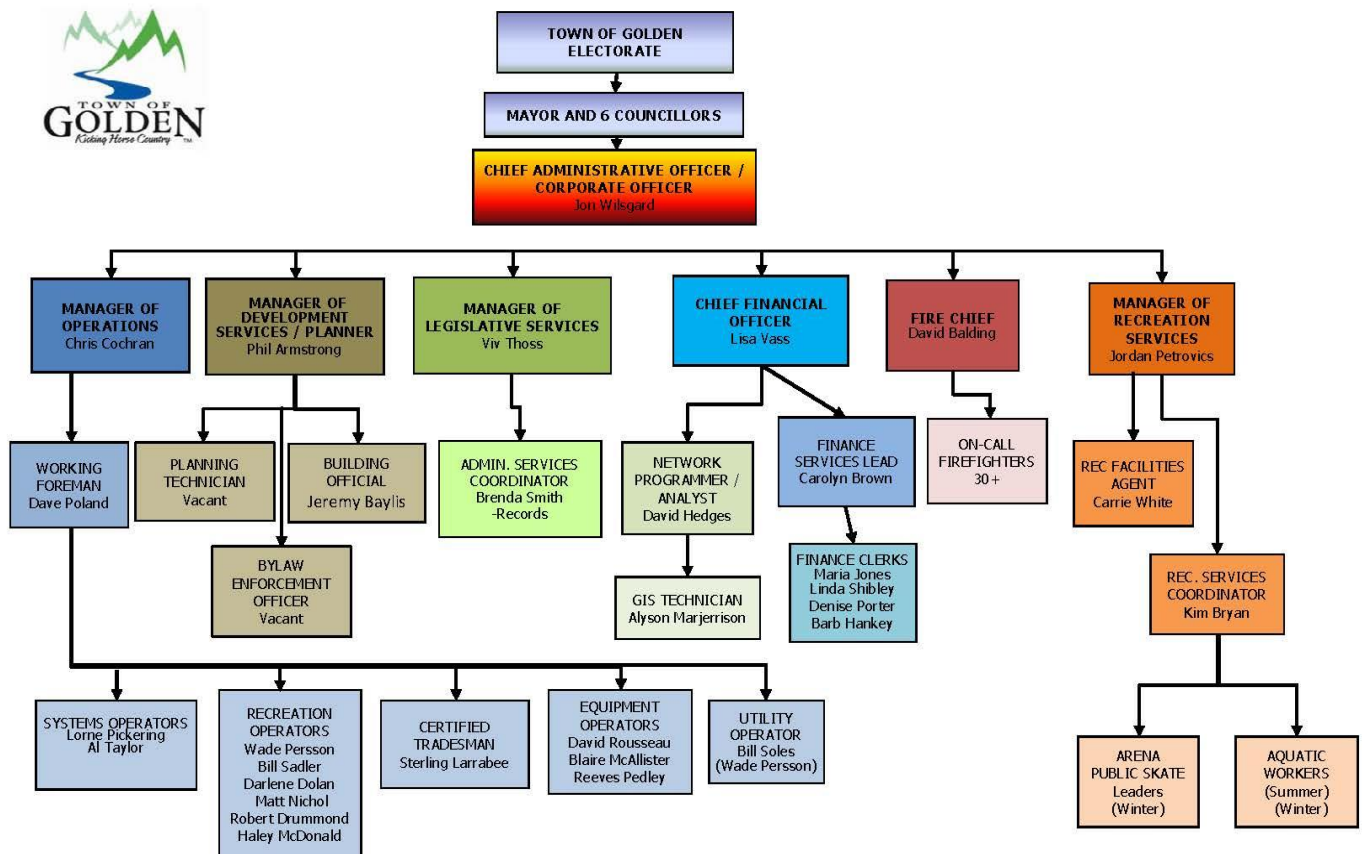 TOWN OF
GOLDEN
Kicking Horse Country
TM
TOWN OF GOLDEN
ELECTORATE
MAYOR AND 6 COUNCILLORS
CHIEF ADMINISTRATIVE OFFICER /
CORPORATE OFFICER
Jon Wilsgard
MANAGER OF
OPERATIONS
Chris Cochran
MANAGER OF
DEVELOPMENT
SERVICES / PLANNER
Phil Armstrong
MANAGER OF
LEGISLATIVE SERVICES
Viv Thoss
CHIEF FINANCIAL
OFFICER
Lisa Vass
FIRE CHIEF
David Balding
MANAGER OF
RECREATION
SERVICES
Jordan Petrovics
WORKING
FOREMAN
Dave Poland
PLANNING
TECHNICIAN
Vacant
BUILDING
OFFICIAL
Jeremy Baylis
ADMIN. SERVICES
COORDINATOR
Brenda Smith
-Records
NETWORK
PROGRAMMER /
ANALYST
David Hedges
FINANCE
SERVICES LEAD
Carolyn Brown
ON-CALL
FIREFIGHTERS
30+
REC FACILITIES
AGENT
Carrie White
BYLAW
ENFORCEMENT
OFFICER
Vacant
GIS TECHNICIAN
Alyson Marjerrison
FINANCE CLERKS
Maria Jones
Linda Shibley
Denise Porter
Barb Hankey
REC. SERVICES
COORDINATOR
Kim Bryan
SYSTEMS OPERATORS
Lorne Pickering
Al Taylor
RECREATION
OPERATORS
Wade Persson
Bill Sadler
Darlene Dolan
Matt Nichol
Robert Drummond
Haley McDonald
CERTIFIED
TRADESMAN
Sterling Larrabee
EQUIPMENT
OPERATORS
David Rousseau
Blaire McAllister
Reeves Pedley
UTILITY
OPERATOR
Bill Soles
(Wade Persson)
ARENA
PUBLIC SKATE
Leaders
(Winter)
AQUATIC
WORKERS
(Summer)
(Winter)